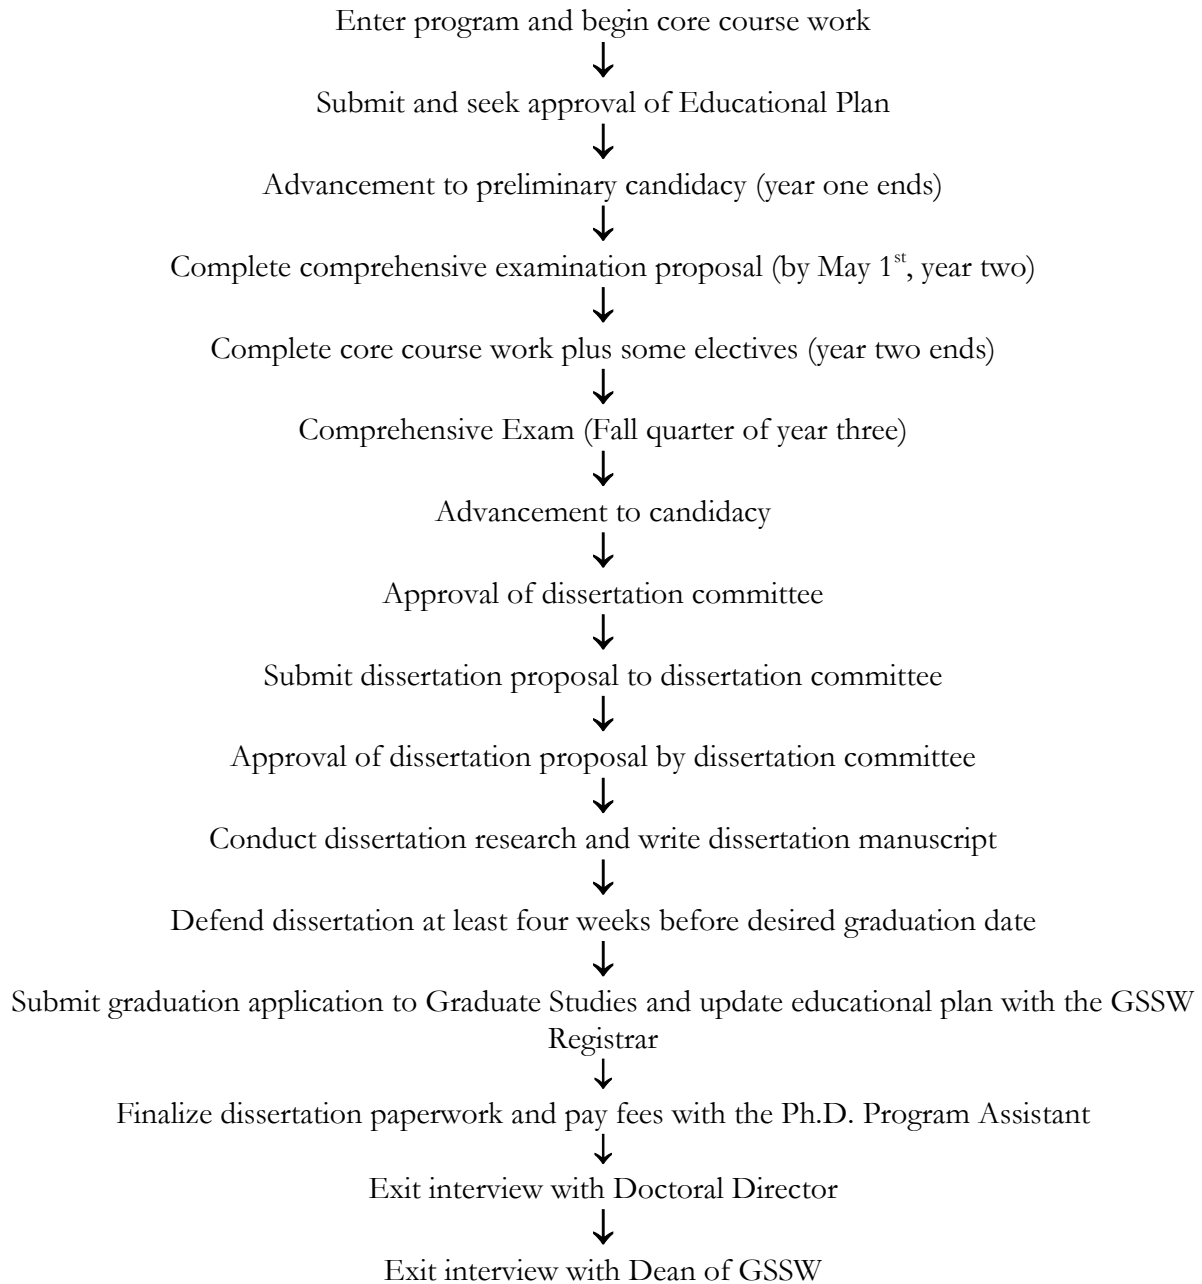 Enter program and begin core course work
Submit and seek approval of Educational Plan
Advancement to preliminary candidacy (year one ends)
Complete comprehensive examination proposal (by May 1st, year two)
Complete core course work plus some electives (year two ends)
Comprehensive Exam (Fall quarter of year three)
Advancement to candidacy
Approval of dissertation committee
Submit dissertation proposal to dissertation committee
Approval of dissertation proposal by dissertation committee
Conduct dissertation research and write dissertation manuscript
Defend dissertation at least four weeks before desired graduation date
Submit graduation application to Graduate Studies and update educational plan with the GSSW
Registrar
Finalize dissertation paperwork and pay fees with the Ph.D. Program Assistant
Exit interview with Doctoral Director
Exit interview with Dean of GSSW